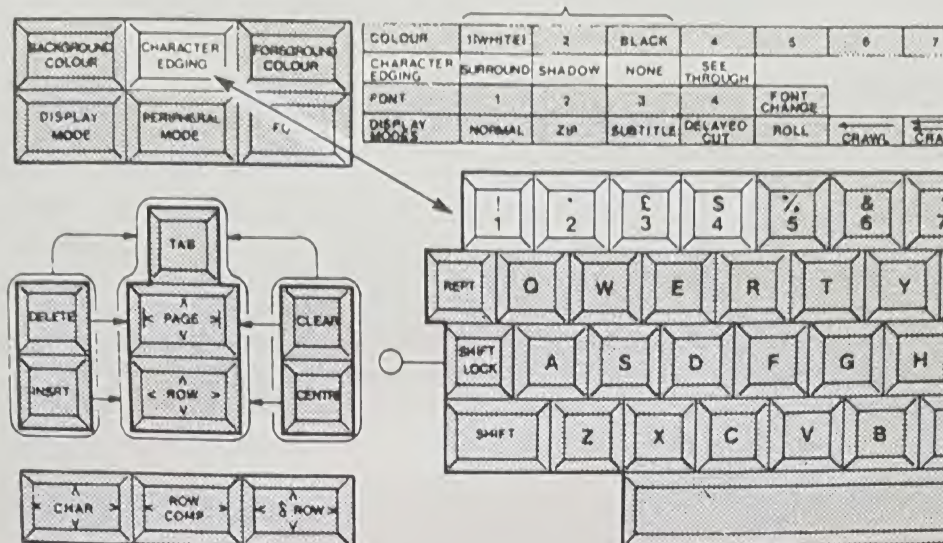 BACKGROUND COLOUR
CHARACTER EDGING
FOREGROUND COLOUR
DISPLAY MODE
PERIPHERAL MODE
COLOUR 1(WHITE) 2 BLACK 4 5 6 7
CHARACTER EDGING SURROUND SHADOW NONE SEE THROUGH
FONT 1 2 3 4 FONT CHANGE
DISPLAY MODES NORMAL ZIP SUBTITLE DELAYED CUT ROLL CRAWL CRA
! 1
2
£ 3
$ 4
% 5
& 6
REPT Q W E R T Y
SHIFT LOCK A S D F G H
SHIFT Z X C V B
TAB
DELETE
< PAGE >
CLEAR
INSRT
< ROW >
CENTRE
< CHAR >
ROW COMP
< δ ROW >